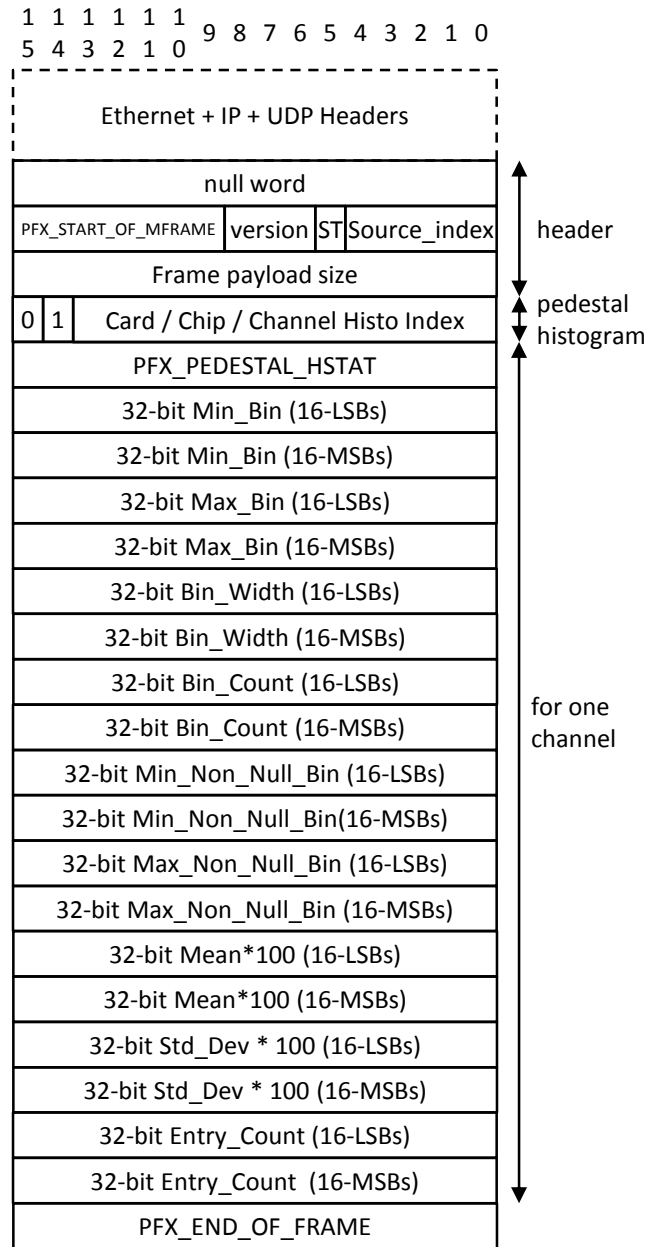 1 1 1 1 1 1
5 4 3 2 1 0 9 8 7 6 5 4 3 2 1 0
Ethernet + IP + UDP Headers
null word
PFX_START_OF_MFRAME version ST Source_index
header
Frame payload size
0 1 Card / Chip / Channel Histo Index
pedestal
histogram
PFX_PEDESTAL_HSTAT
32-bit Min_Bin (16-LSBs)
32-bit Min_Bin (16-MSBs)
32-bit Max_Bin (16-LSBs)
32-bit Max_Bin (16-MSBs)
32-bit Bin_Width (16-LSBs)
32-bit Bin_Width (16-MSBs)
32-bit Bin_Count (16-LSBs)
32-bit Bin_Count (16-MSBs)
for one
channel
32-bit Min_Non_Null_Bin (16-LSBs)
32-bit Min_Non_Null_Bin(16-MSBs)
32-bit Max_Non_Null_Bin (16-LSBs)
32-bit Max_Non_Null_Bin (16-MSBs)
32-bit Mean*100 (16-LSBs)
32-bit Mean*100 (16-MSBs)
32-bit Std_Dev * 100 (16-LSBs)
32-bit Std_Dev * 100 (16-MSBs)
32-bit Entry_Count (16-LSBs)
32-bit Entry_Count (16-MSBs)
PFX_END_OF_FRAME